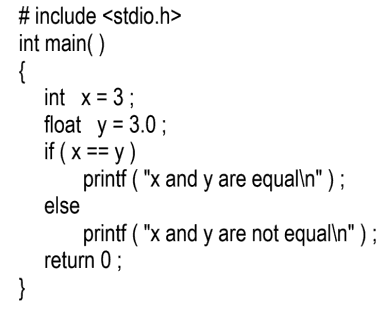 # include <stdio.h>
int main( )
{
int x = 3 ;
float y = 3.0 ;
if ( x == y )
printf ( "x and y are equal\n" ) ;
else
printf ( "x and y are not equal\n" ) ;
return 0 ;
}